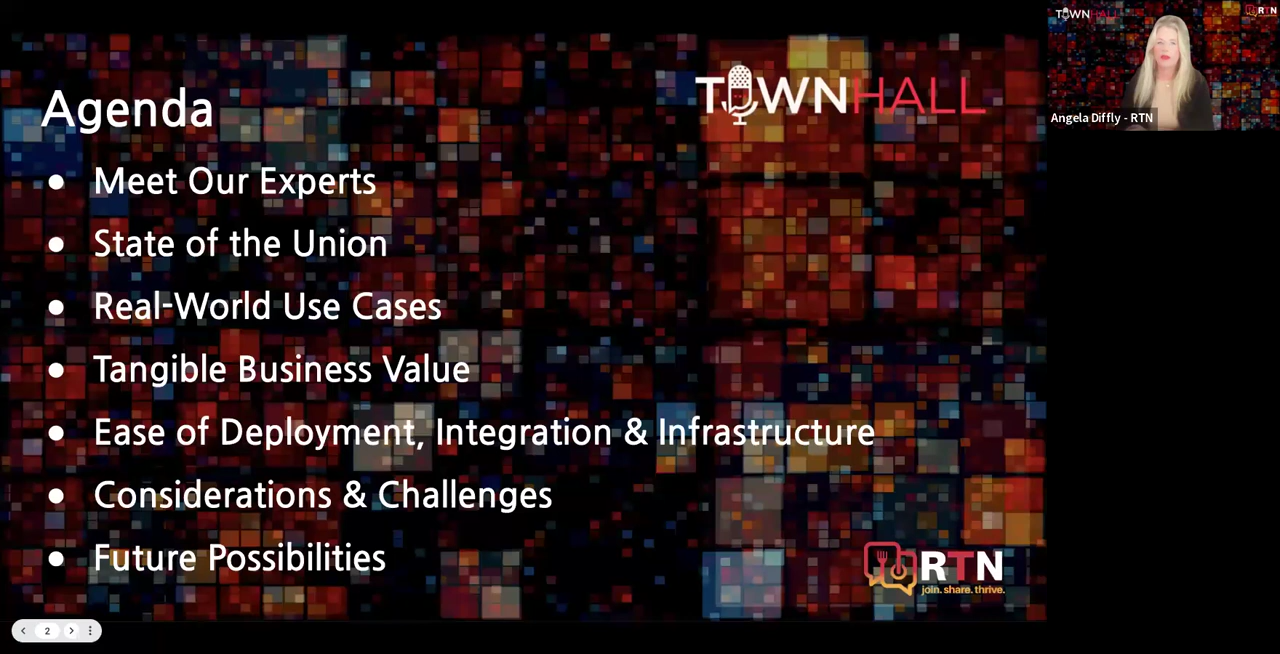 Agenda
TOWNHALL
• Meet Our Experts
• State of the Union
• Real-World Use Cases
• Tangible Business Value
• Ease of Deployment, Integration & Infrastructure
• Considerations & Challenges
• Future Possibilities
RTN
join. share. thrive.
2
TOWNHALL
RTN
Angela Diffly - RTN